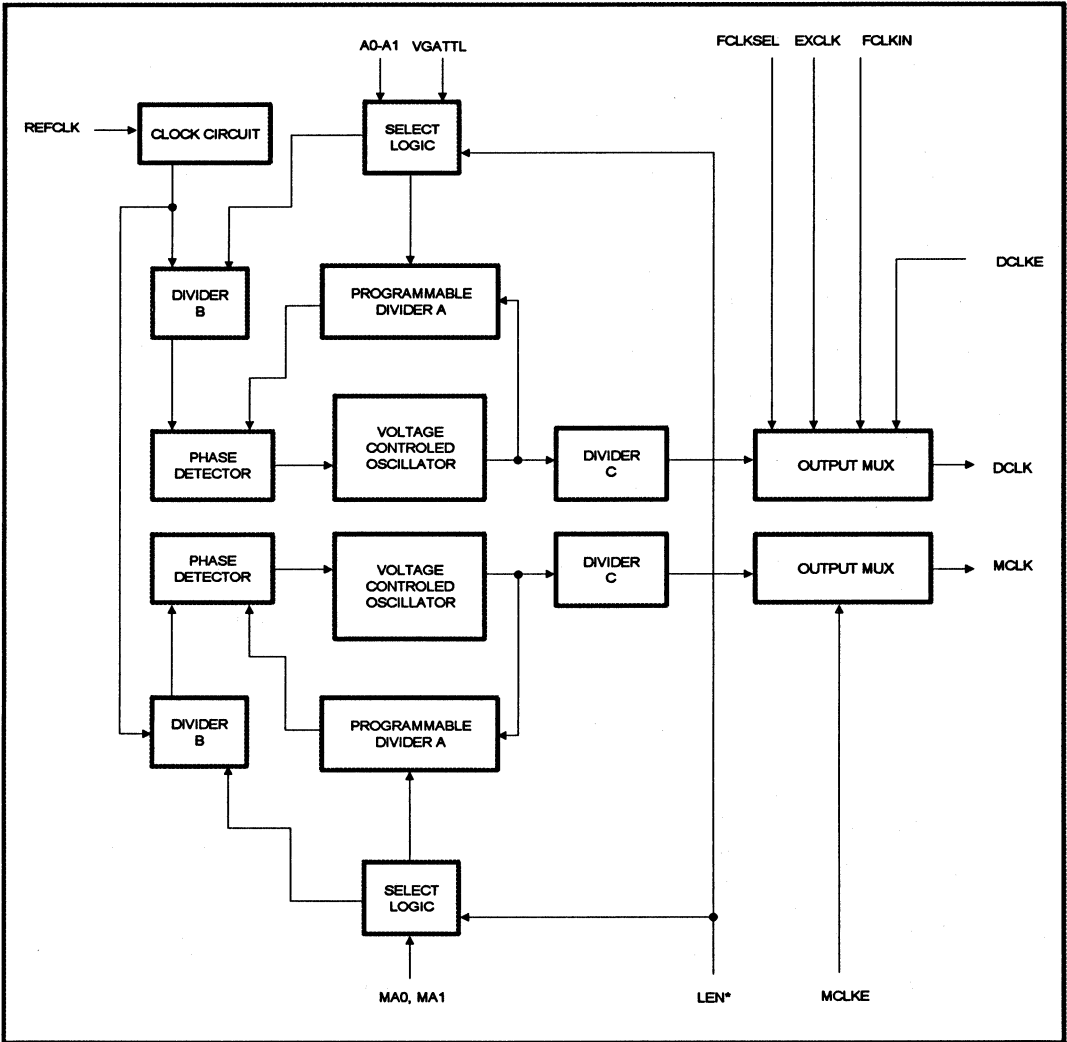 A0-A1 VGATTL
FCLKSEL EXCLK FCLKIN
REFCLK
CLOCK CIRCUIT
SELECT
LOGIC
DCLKE
DIVIDER
B
PROGRAMMABLE
DIVIDER A
PHASE
DETECTOR
VOLTAGE
CONTROLED
OSCILLATOR
DIVIDER
C
OUTPUT MUX
DCLK
PHASE
DETECTOR
VOLTAGE
CONTROLED
OSCILLATOR
DIVIDER
C
OUTPUT MUX
MCLK
DIVIDER
B
PROGRAMMABLE
DIVIDER A
SELECT
LOGIC
MA0, MA1
LEN*
MCLKE